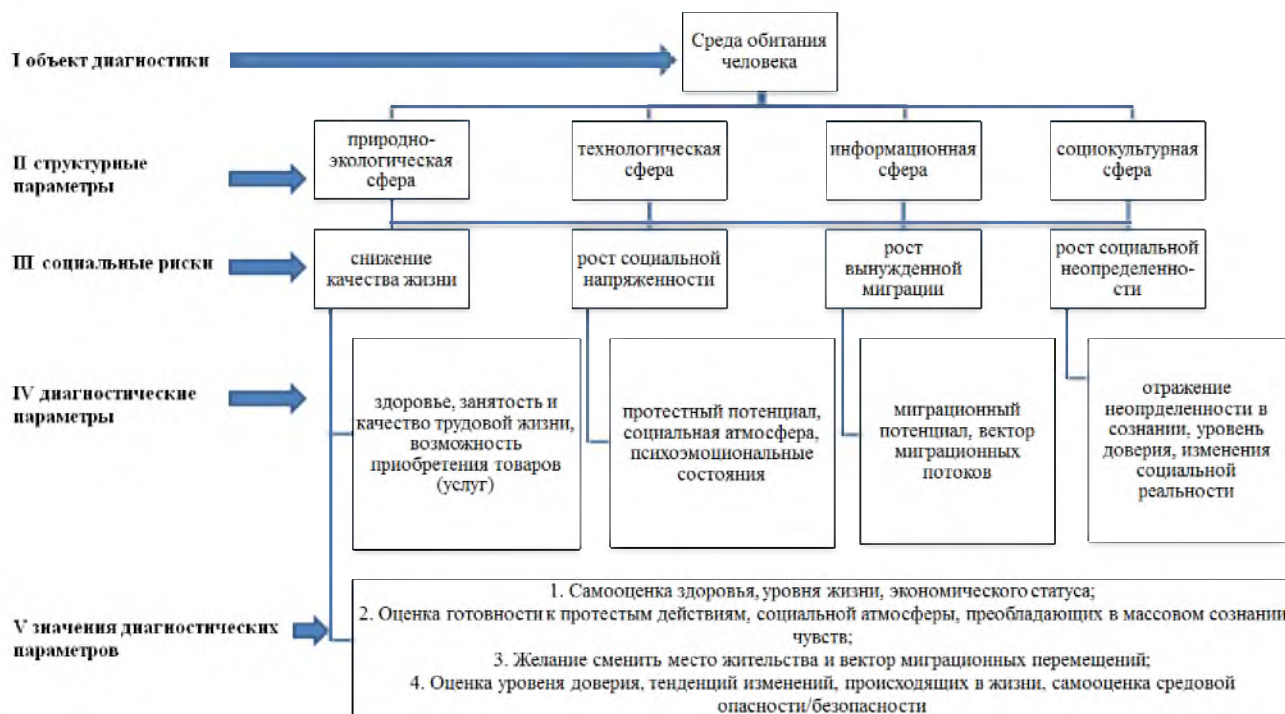 Среда обитания
человека
I объект диагностики
природно-
экологическая
сфера
технологическая
сфера
информационная
сфера
социокультурная
сфера
II структурные
параметры
III социальные риски
снижение
качества жизни
рост социальной
напряженности
рост
вынужденной
миграции
рост социальной
неопределенно-
сти
IV диагностические
параметры
здоровье, занятость и
качество трудовой жизни,
возможность
приобретения товаров
(услуг)
протестный потенциал,
социальная атмосфера,
психоэмоциональные
состояния
миграционный
потенциал, вектор
миграционных
потоков
отражение
неопрделенности в
сознании, уровень
доверия, изменения
социальной
реальности
V значения диагностических
параметров
1. Самооценка здоровья, уровня жизни, экономического статуса;
2. Оценка готовности к протестым действиям, социальной атмосферы, преобладающих в массовом сознании
чувств;
3. Желание сменить место жительства и вектор миграционных перемещений;
4. Оценка уровеня доверия, тенденций изменений, происходящих в жизни, самооценка средовой
опасности/безопасности